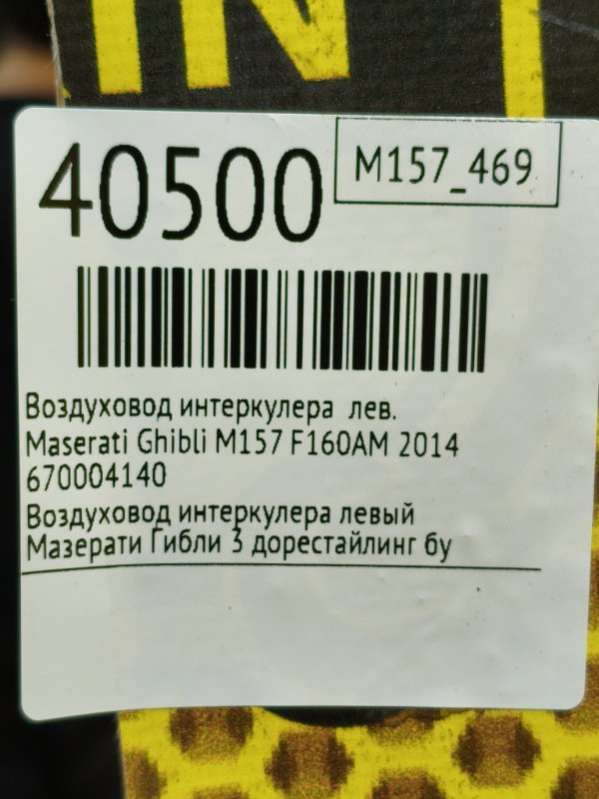 IN
40500
M157_469
Воздуховод интеркулера лев.
Maserati Ghibli M157 F160AM 2014
670004140
Воздуховод интеркулера левый
Мазерати Гибли 3 дорестайлинг бу